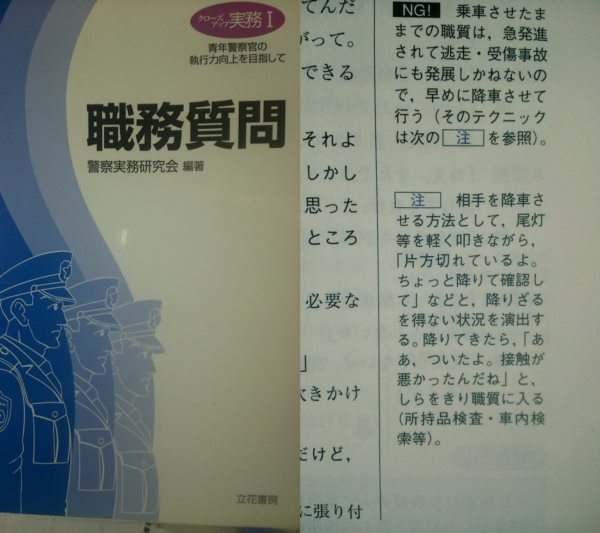 クローズ
アップ
実務Ⅰ
青年警察官の
執行力向上を目指して
職務質問
警察実務研究会 編著
立花書房
てんだ
がって。
できる
それよ
しかし
思った
ところ
必要な
」
吹きかけ
だけど，
に張り付
NG! 乗車させたま
までの職質は，急発進
されて逃走・受傷事故
にも発展しかねないの
で，早めに降車させて
行う（そのテクニック
は次の 注 を参照）。
注 相手を降車さ
せる方法として，尾灯
等を軽く叩きながら，
「片方切れているよ。
ちょっと降りて確認し
て」などと，降りざる
を得ない状況を演出す
る。降りてきたら，「あ
あ，ついたよ。接触が
悪かったんだね」と，
しらをきり職質に入る
（所持品検査・車内検
索等）。